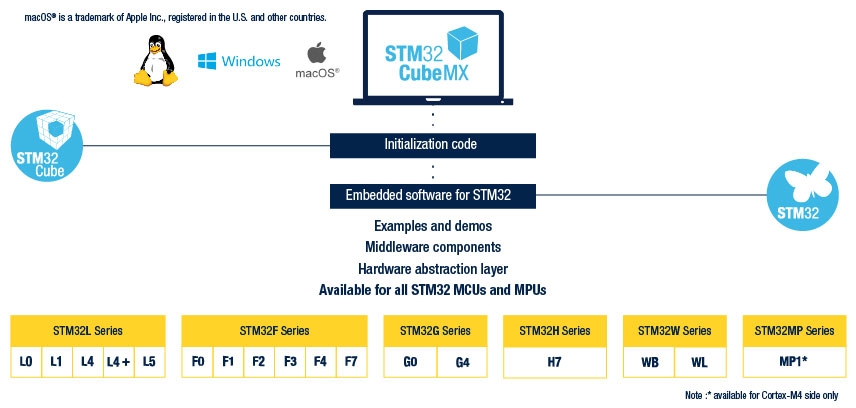 macOS® is a trademark of Apple Inc., registered in the U.S. and other countries.
Windows
macOS®
STM32
CubeMX
Initialization code
STM32
Cube
Embedded software for STM32
STM32
Examples and demos
Middleware components
Hardware abstraction layer
Available for all STM32 MCUs and MPUs
STM32L Series
STM32F Series
STM32G Series
STM32H Series
STM32W Series
STM32MP Series
L0 L1 L4 L4+ L5
F0 F1 F2 F3 F4 F7
G0 G4
H7
WB WL
MP1*
Note :* available for Cortex-M4 side only